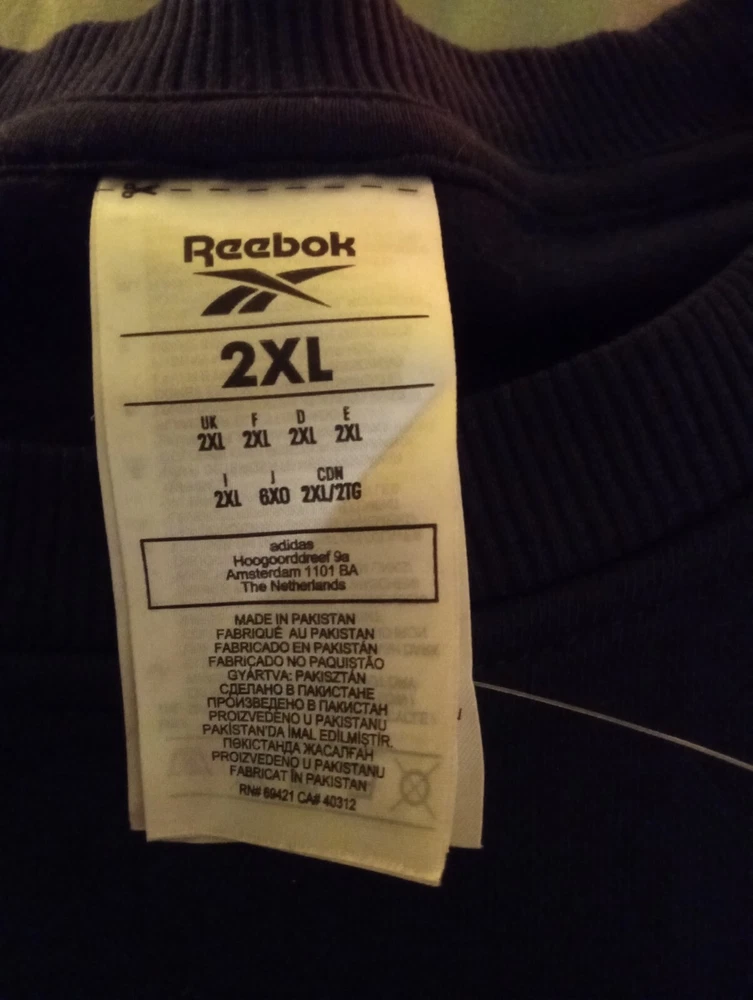 Reebok
2XL
UK F D E
2XL 2XL 2XL 2XL
I J CDN
2XL 6XO 2XL/2TG
adidas
Hoogoorddreef 9a
Amsterdam 1101 BA
The Netherlands
MADE IN PAKISTAN
FABRIQUÉ AU PAKISTAN
FABRICADO EN PAKISTÁN
FABRICADO NO PAQUISTÃO
GYÁRTVA: PAKISZTÁN
СДЕЛАНО В ПАКИСТАНЕ
ПРОИЗВЕДЕНО В ПАКИСТАН
PROIZVEDENO U PAKISTANU
PAKİSTAN'DA İMAL EDİLMİŞTİR.
ПӘКІСТАНДА ЖАСАЛҒАН
PROIZVEDENO U PAKISTANU
FABRICAT ÎN PAKISTAN
RN# 69421 CA# 40312